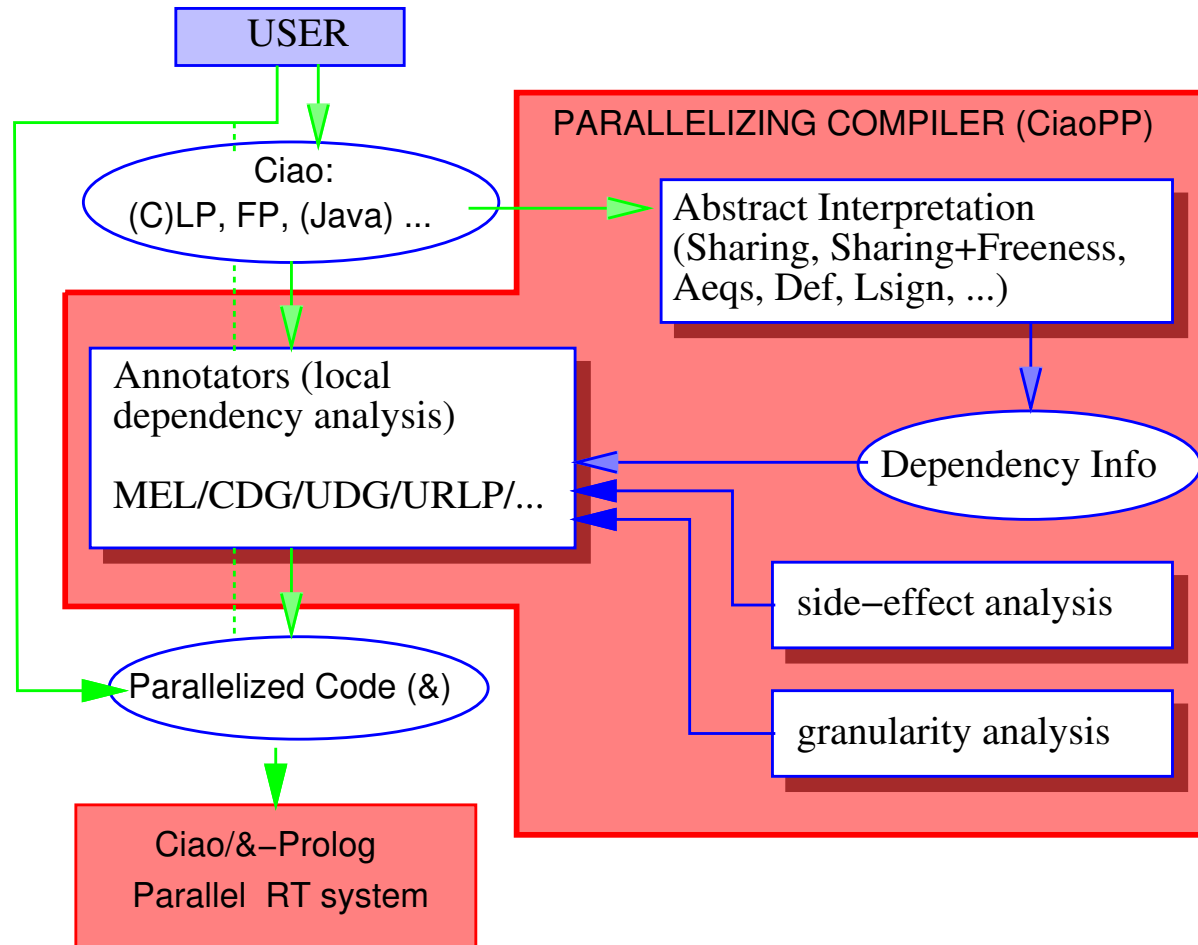 USER
PARALLELIZING COMPILER (CiaoPP)
Ciao:
(C)LP, FP, (Java) ...
Abstract Interpretation
(Sharing, Sharing+Freeness,
Aeqs, Def, Lsign, ...)
Annotators (local
dependency analysis)
MEL/CDG/UDG/URLP/...
Dependency Info
side−effect analysis
granularity analysis
Parallelized Code (&)
Ciao/&−Prolog
Parallel RT system